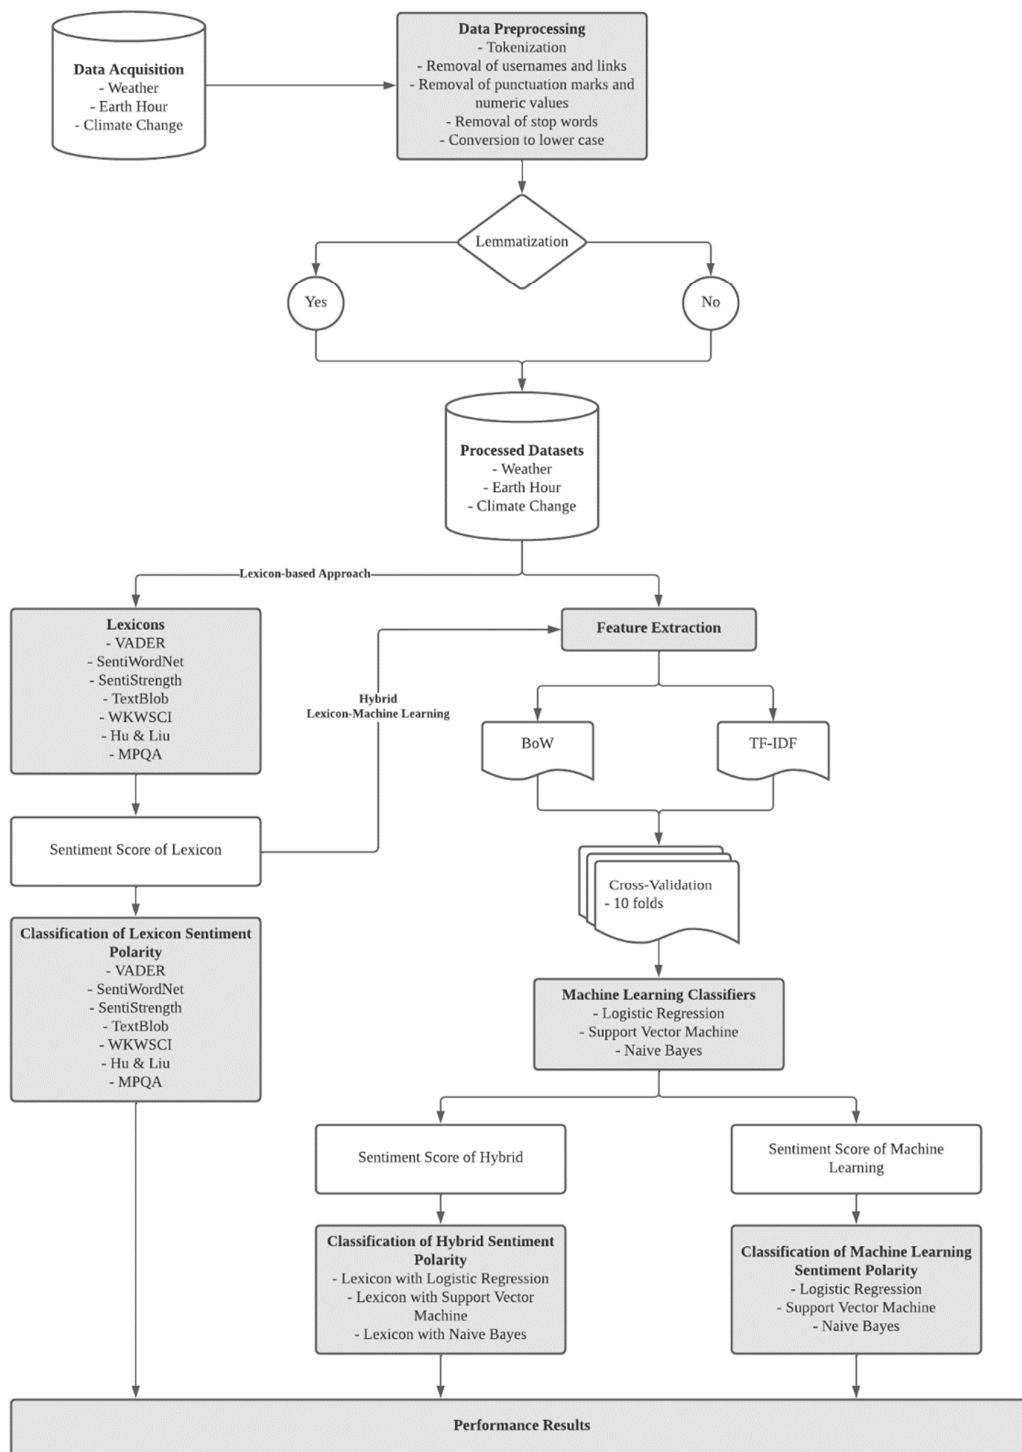 Data Acquisition
- Weather
- Earth Hour
- Climate Change
Data Preprocessing
- Tokenization
- Removal of usernames and links
- Removal of punctuation marks and
numeric values
- Removal of stop words
- Conversion to lower case
Lemmatization
Yes
No
Processed Datasets
- Weather
- Earth Hour
- Climate Change
Lexicon-based Approach
Lexicons
- VADER
- SentiWordNet
- SentiStrength
- TextBlob
- WKWSCI
- Hu & Liu
- MPQA
Hybrid
Lexicon-Machine Learning
Feature Extraction
BoW
TF-IDF
Sentiment Score of Lexicon
Cross-Validation
- 10 folds
Classification of Lexicon Sentiment
Polarity
- VADER
- SentiWordNet
- SentiStrength
- TextBlob
- WKWSCI
- Hu & Liu
- MPQA
Machine Learning Classifiers
- Logistic Regression
- Support Vector Machine
- Naive Bayes
Sentiment Score of Hybrid
Sentiment Score of Machine
Learning
Classification of Hybrid Sentiment
Polarity
- Lexicon with Logistic Regression
- Lexicon with Support Vector
Machine
- Lexicon with Naive Bayes
Classification of Machine Learning
Sentiment Polarity
- Logistic Regression
- Support Vector Machine
- Naive Bayes
Performance Results